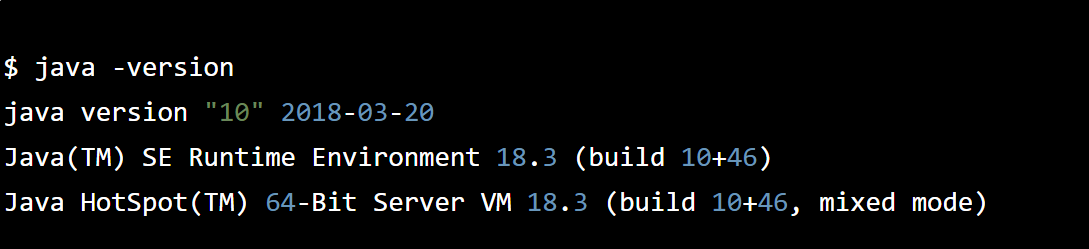 $ java -version
java version "10" 2018-03-20
Java(TM) SE Runtime Environment 18.3 (build 10+46)
Java HotSpot(TM) 64-Bit Server VM 18.3 (build 10+46, mixed mode)